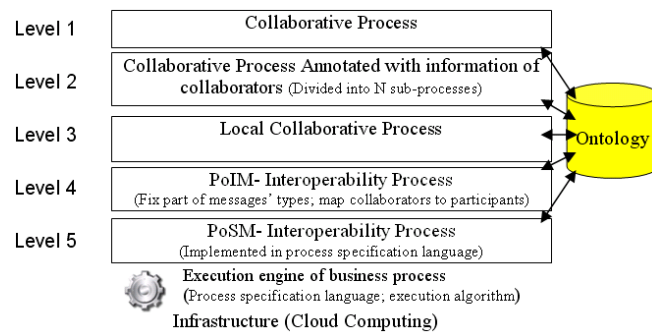 Level 1
Collaborative Process
Level 2
Collaborative Process Annotated with information of
collaborators (Divided into N sub-processes)
Level 3
Local Collaborative Process
Ontology
Level 4
PoIM- Interoperability Process
(Fix part of messages' types; map collaborators to participants)
Level 5
PoSM- Interoperability Process
(Implemented in process specification language)
Execution engine of business process
(Process specification language; execution algorithm)
Infrastructure (Cloud Computing)